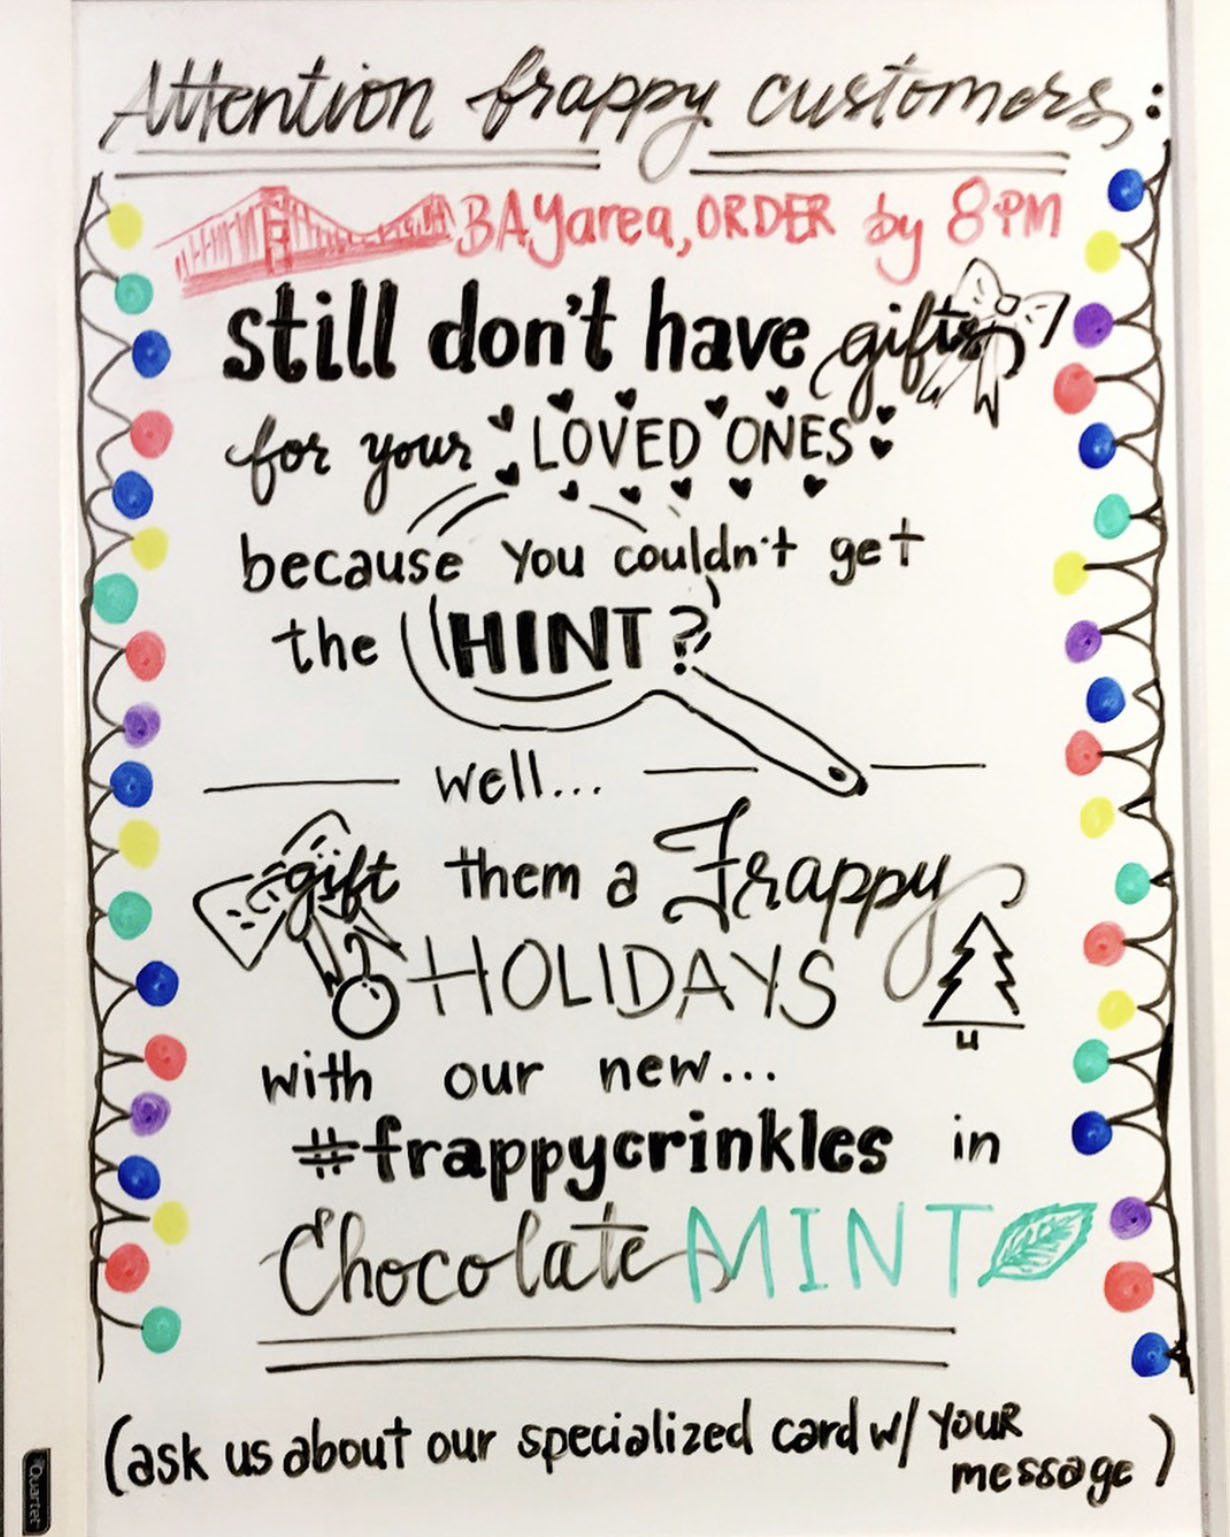 Attention frappy customers:
BAYarea, ORDER by 8PM
still don't have gifts
for your LOVED ONES
because you couldn't get
the HINT?
well...
gift them a Frappy
HOLIDAYS
with our new...
#frappycrinkles in
Chocolate MINT
(ask us about our specialized card w/ YOUR
message)
Quartet